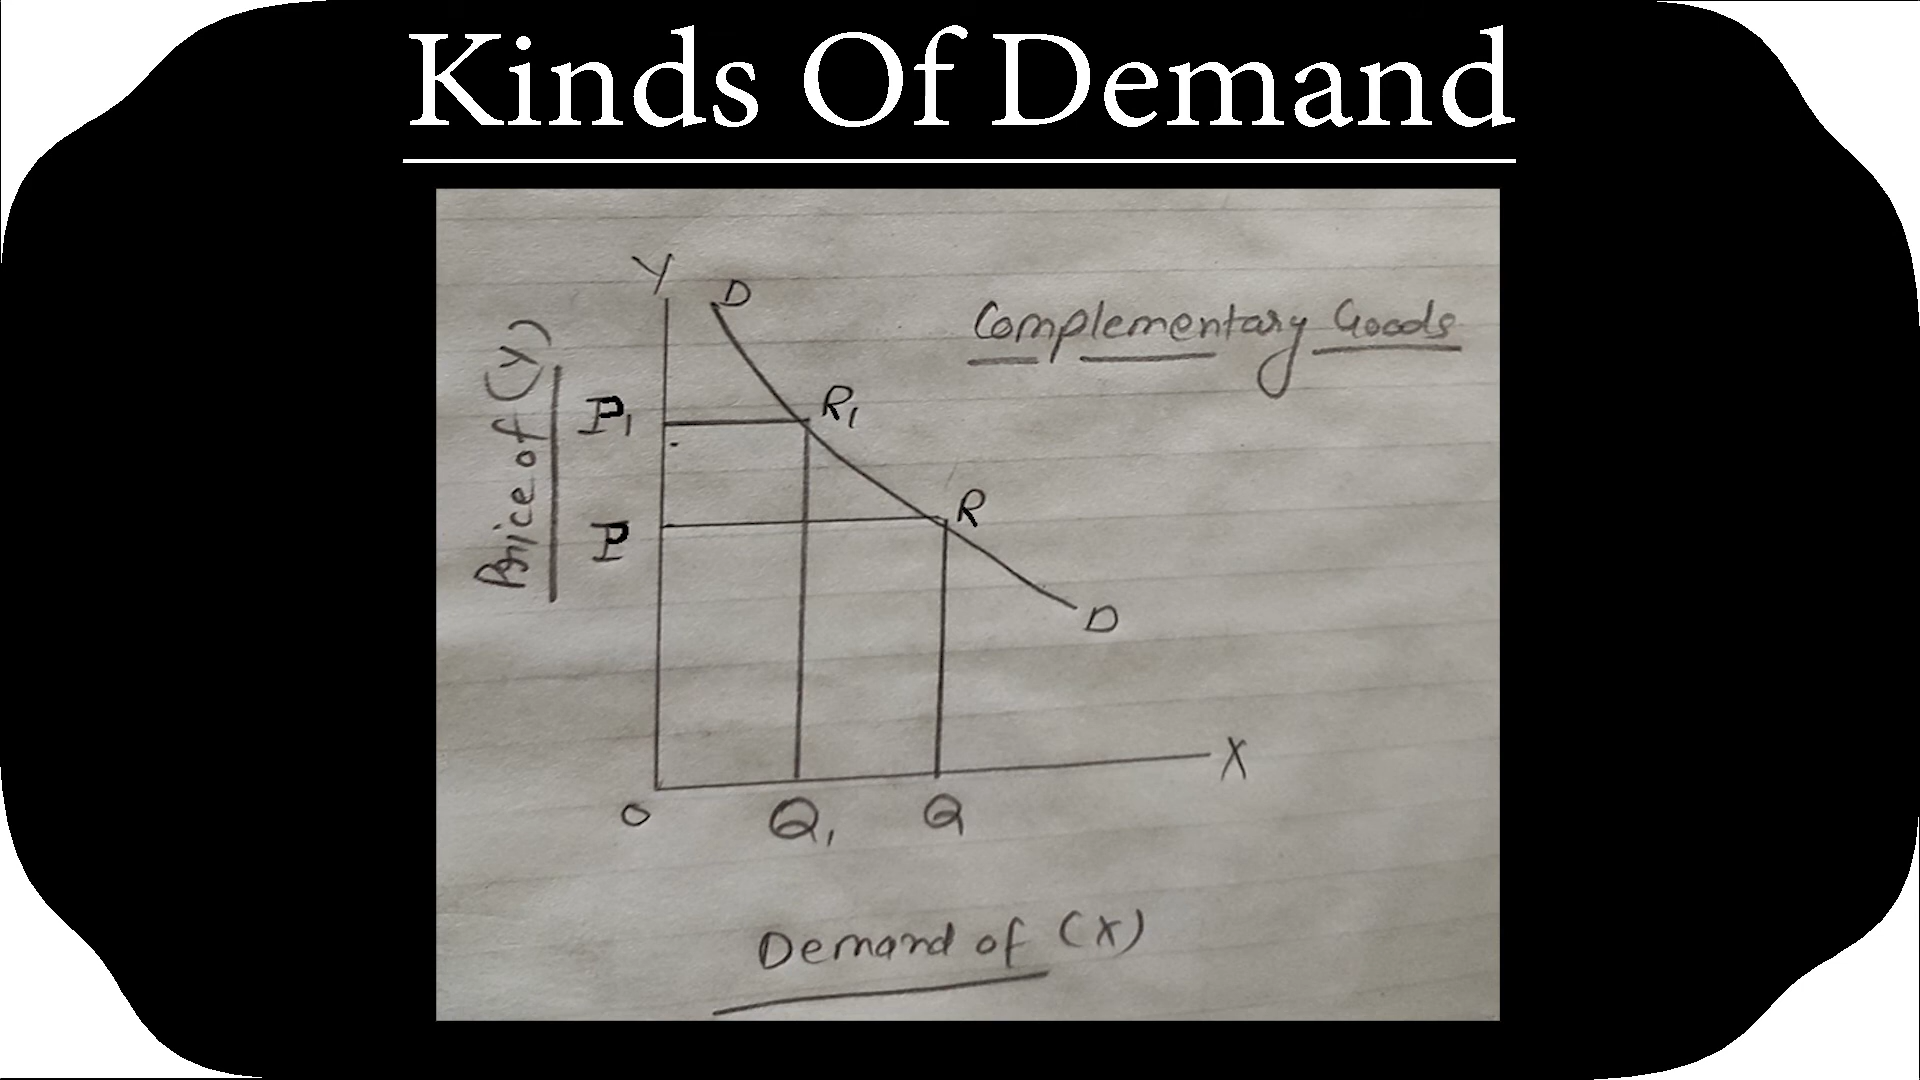 Kinds Of Demand
Complementary Goods
Y
D
Price of (Y)
P1
R1
P
R
D
X
O
Q1
Q
Demand of (X)